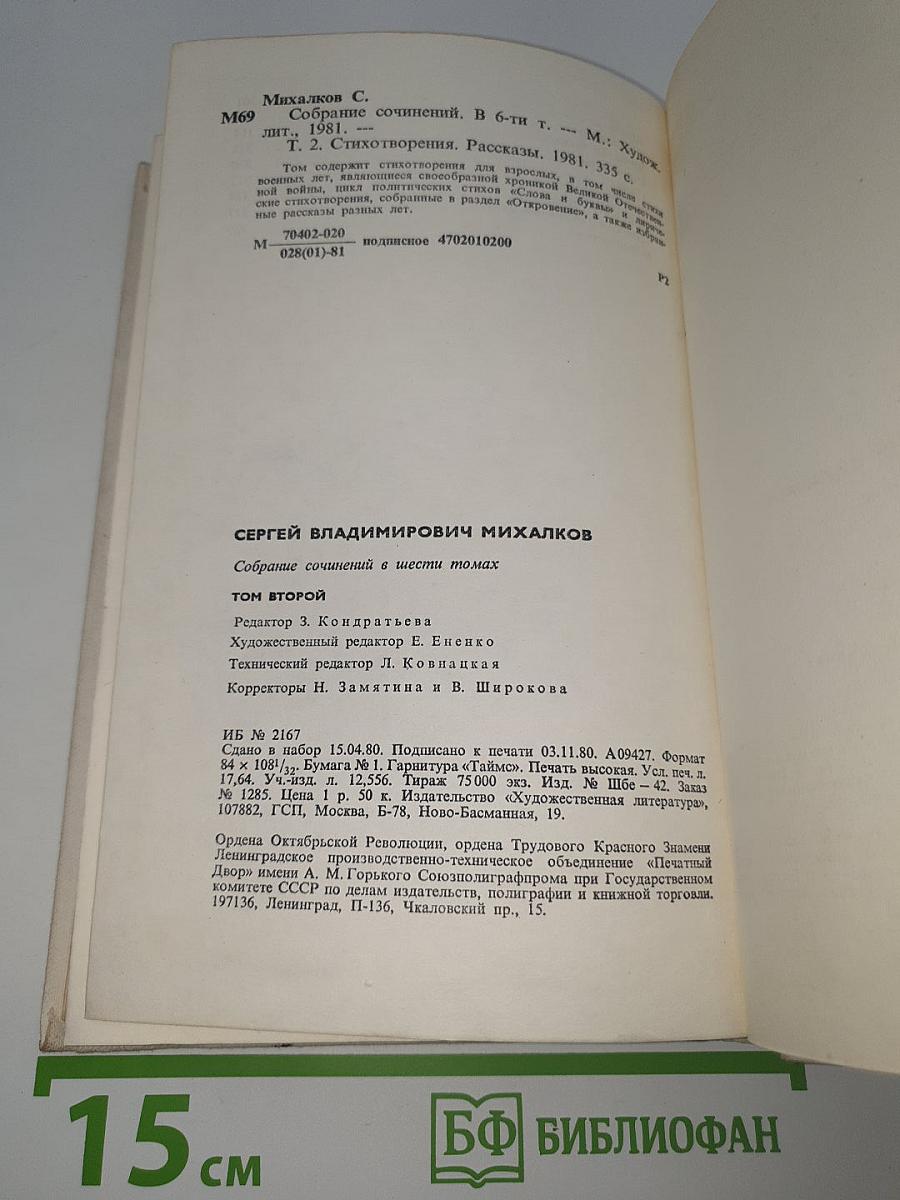 Михалков С.
М69 Собрание сочинений. В 6-ти т. — М.: Худож.
лит., 1981. —
Т. 2. Стихотворения. Рассказы. 1981. 335 с.
Том содержит стихотворения для взрослых, в том числе стихи
военных лет, являющиеся своеобразной хроникой Великой Отечествен-
ной войны, цикл политических стихов «Слова и буквы» и лириче-
ские стихотворения, собранные в раздел «Откровение», а также избран-
ные рассказы разных лет.
70402-020
М подписное 4702010200
028(01)-81
Р2
СЕРГЕЙ ВЛАДИМИРОВИЧ МИХАЛКОВ
Собрание сочинений в шести томах
ТОМ ВТОРОЙ
Редактор З. Кондратьева
Художественный редактор Е. Ененко
Технический редактор Л. Ковнацкая
Корректоры Н. Замятина и В. Широкова
ИБ № 2167
Сдано в набор 15.04.80. Подписано к печати 03.11.80. А09427. Формат
84 × 108¹/₃₂. Бумага № 1. Гарнитура «Таймс». Печать высокая. Усл. печ. л.
17,64. Уч.-изд. л. 12,556. Тираж 75 000 экз. Изд. № Шбе – 42. Заказ
№ 1285. Цена 1 р. 50 к. Издательство «Художественная литература»,
107882, ГСП, Москва, Б-78, Ново-Басманная, 19.
Ордена Октябрьской Революции, ордена Трудового Красного Знамени
Ленинградское производственно-техническое объединение «Печатный
Двор» имени А. М. Горького Союзполиграфпрома при Государственном
комитете СССР по делам издательств, полиграфии и книжной торговли.
197136, Ленинград, П-136, Чкаловский пр., 15.
15 см БФ БИБЛИОФАН